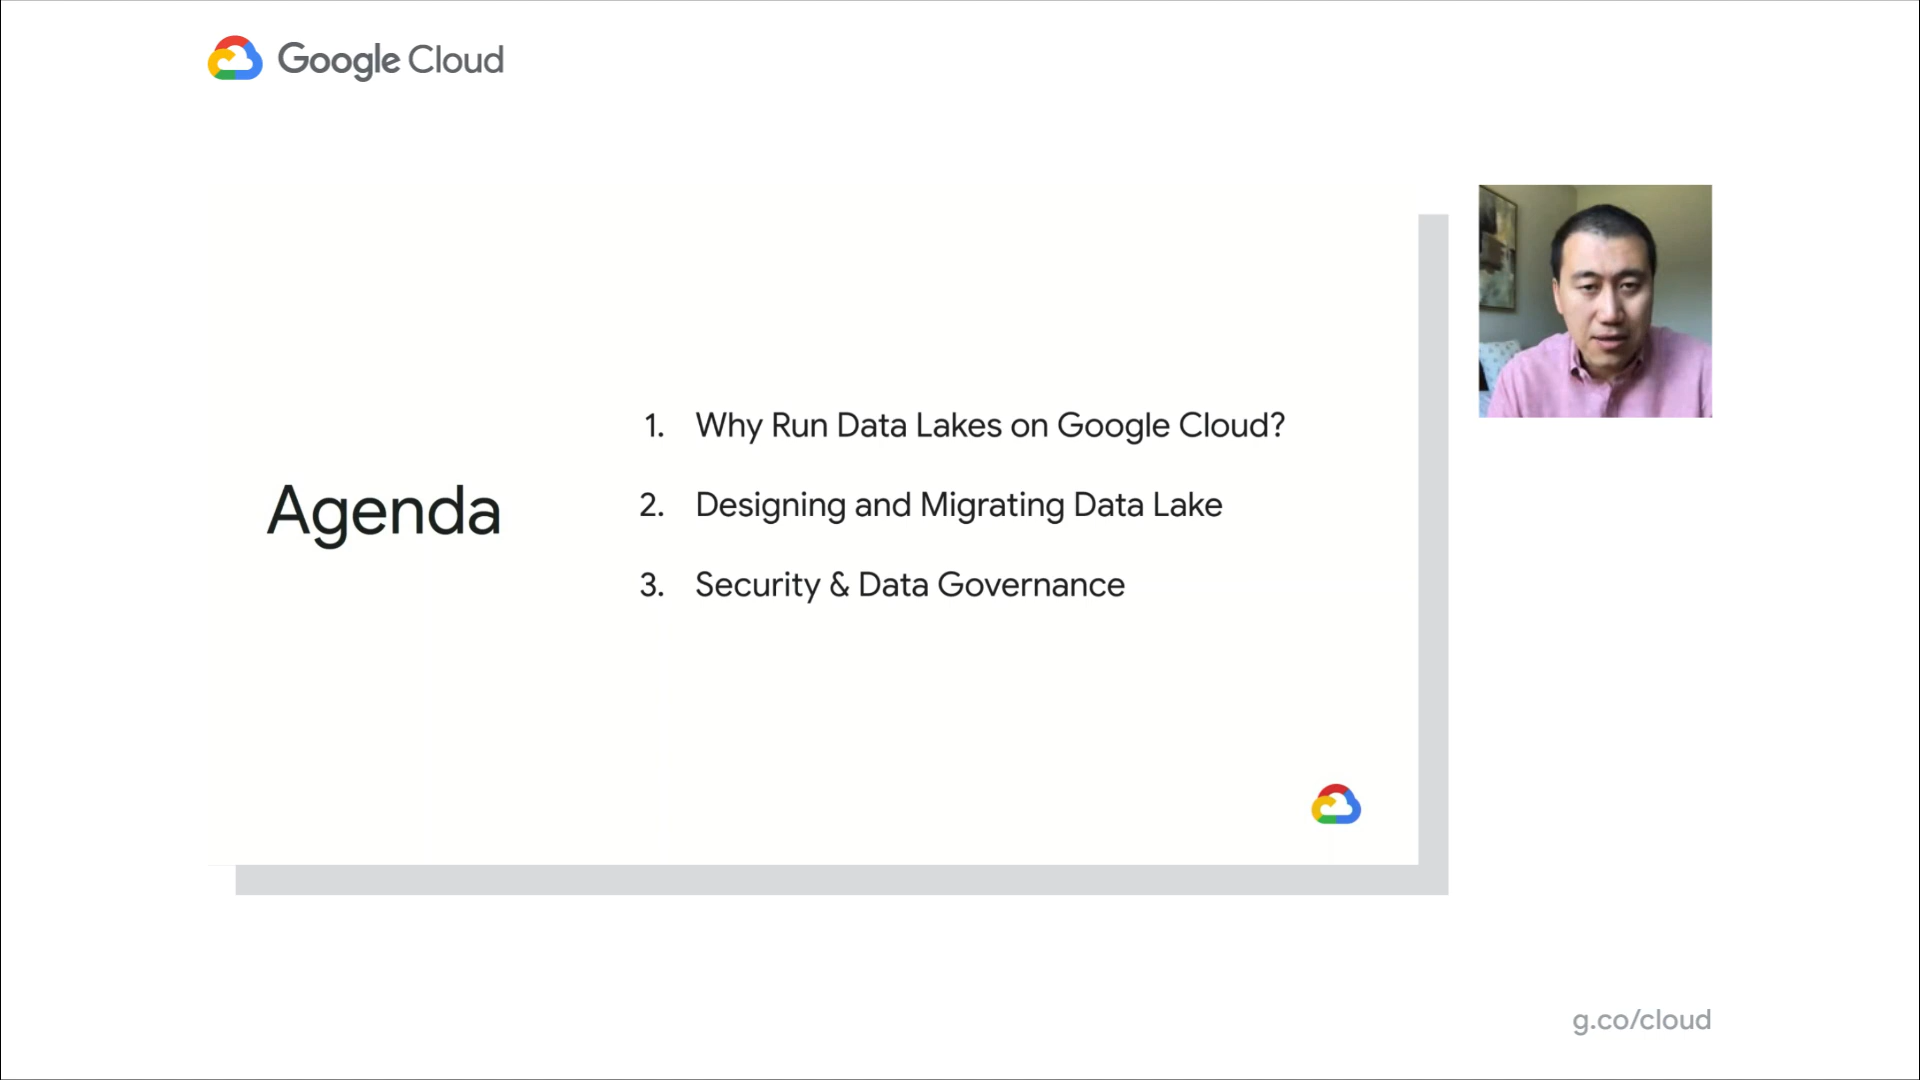 Google Cloud
Agenda
1. Why Run Data Lakes on Google Cloud?
2. Designing and Migrating Data Lake
3. Security & Data Governance
g.co/cloud